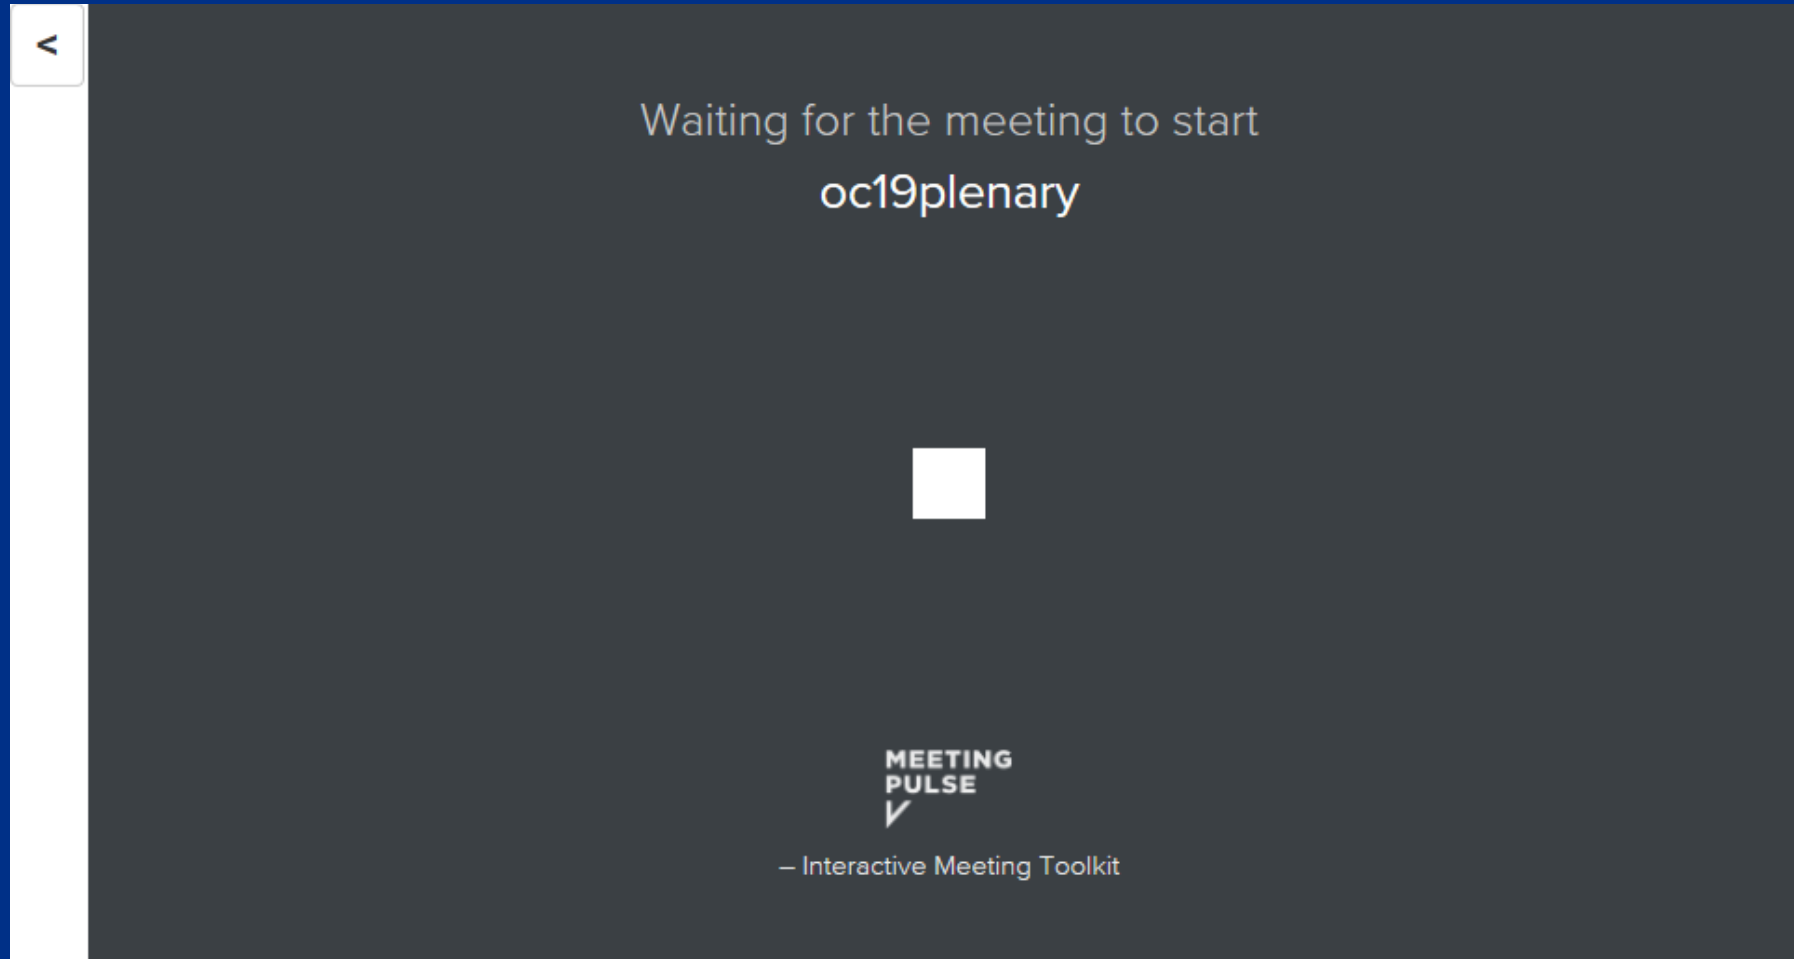 <
Waiting for the meeting to start
oc19plenary
MEETING
PULSE
– Interactive Meeting Toolkit